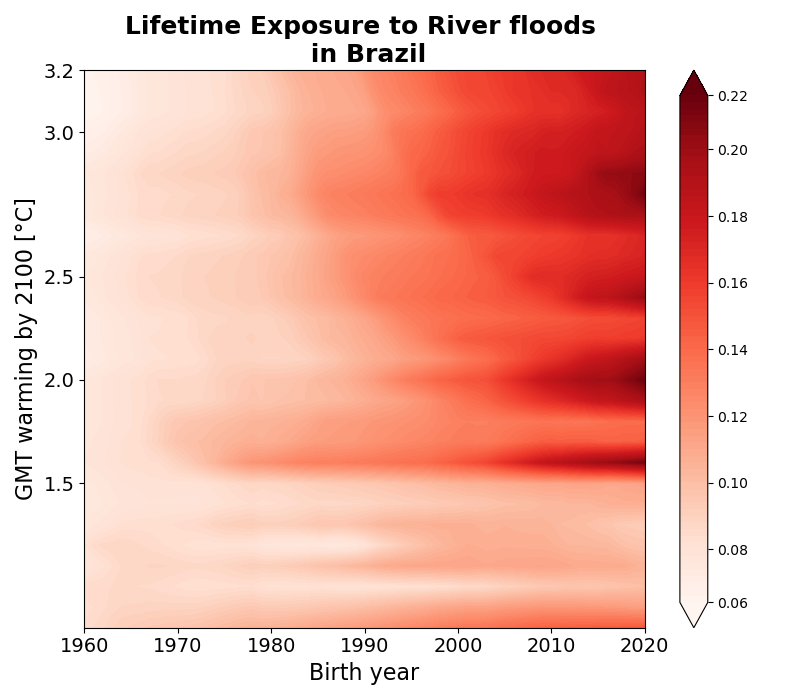 Lifetime Exposure to River floods
in Brazil
3.2
3.0
2.5
2.0
1.5
GMT warming by 2100 [°C]
1960 1970 1980 1990 2000 2010 2020
Birth year
0.22
0.20
0.18
0.16
0.14
0.12
0.10
0.08
0.06